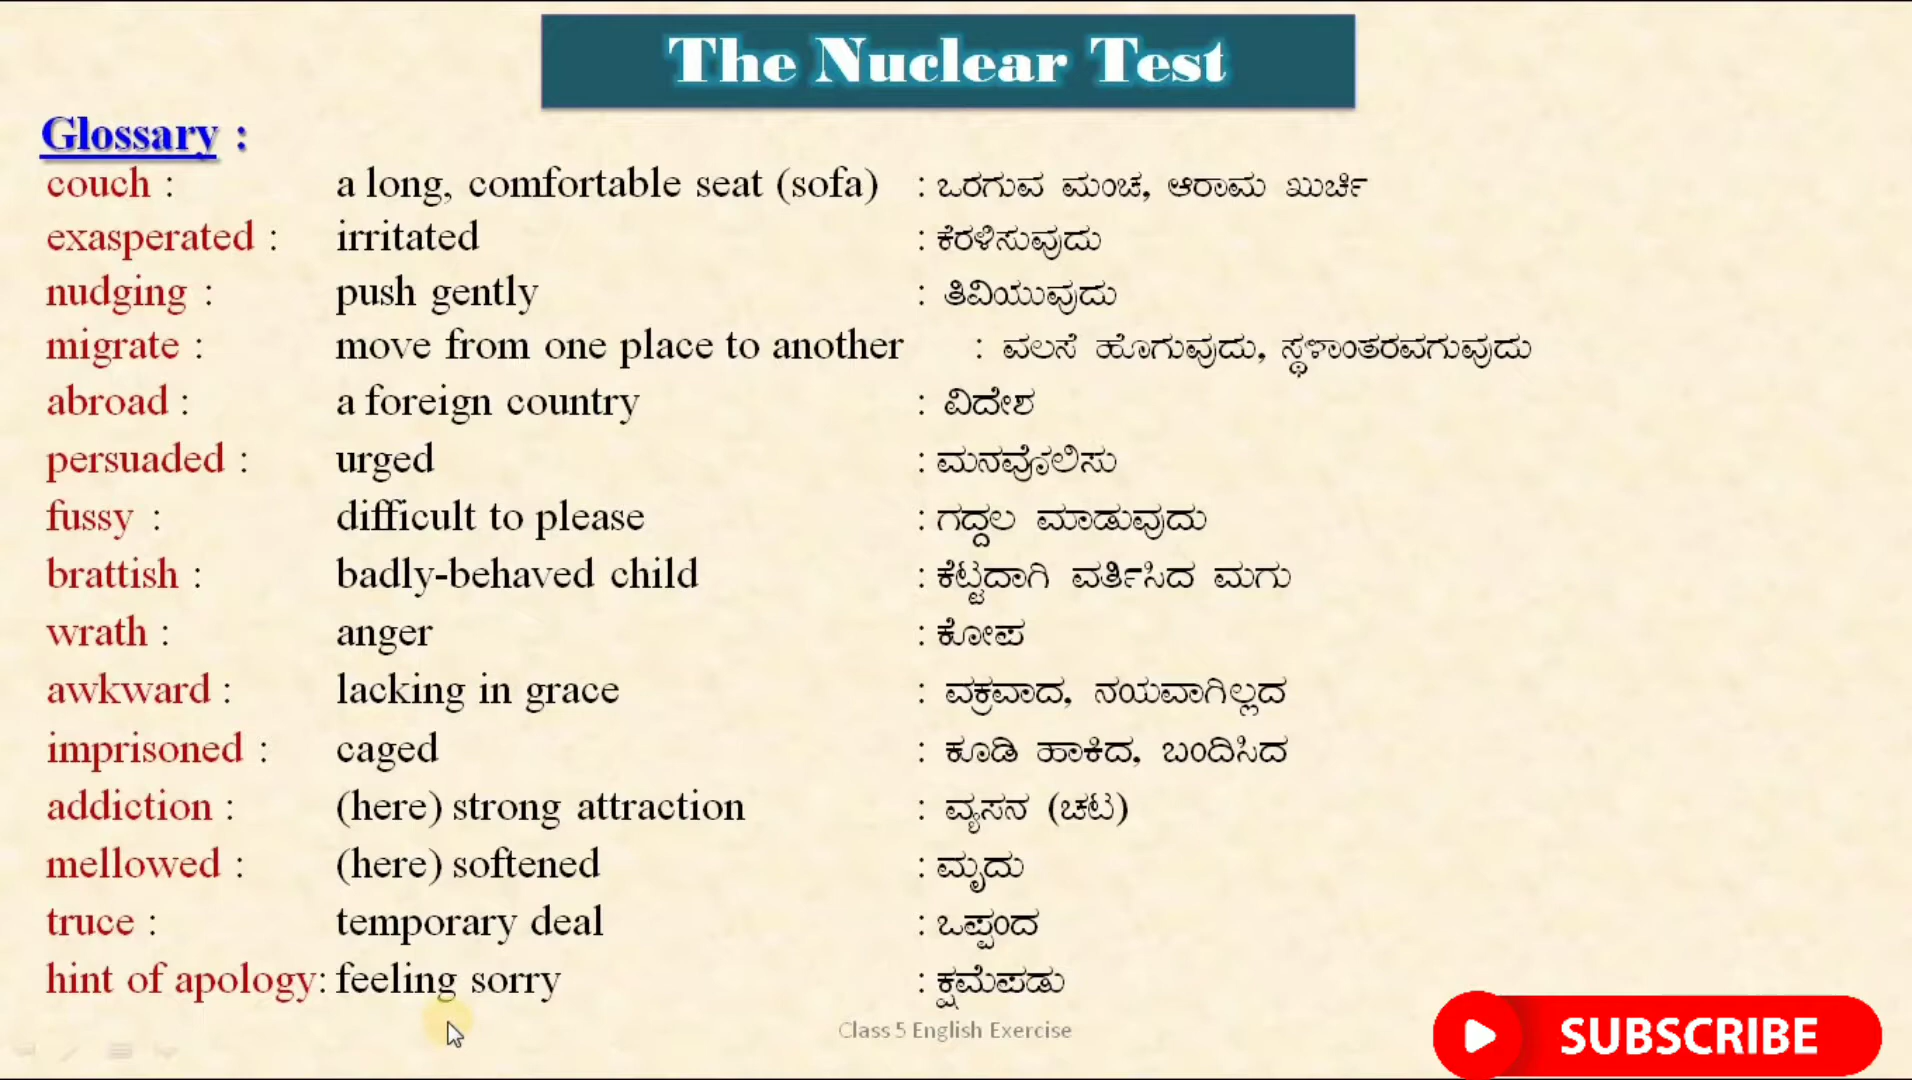 The Nuclear Test
Glossary :
couch : a long, comfortable seat (sofa) : ಒರಗುವ ಮಂಚ, ಆರಾಮ ಖುರ್ಚಿ
exasperated : irritated : ಕೆರಳಿಸುವುದು
nudging : push gently : ತಿವಿಯುವುದು
migrate : move from one place to another : ವಲಸೆ ಹೊಗುವುದು, ಸ್ಥಳಾಂತರವಗುವುದು
abroad : a foreign country : ವಿದೇಶ
persuaded : urged : ಮನವೊಲಿಸು
fussy : difficult to please : ಗದ್ದಲ ಮಾಡುವುದು
brattish : badly-behaved child : ಕೆಟ್ಟದಾಗಿ ವರ್ತಿಸಿದ ಮಗು
wrath : anger : ಕೋಪ
awkward : lacking in grace : ವಕ್ರವಾದ, ನಯವಾಗಿಲ್ಲದ
imprisoned : caged : ಕೂಡಿ ಹಾಕಿದ, ಬಂದಿಸಿದ
addiction : (here) strong attraction : ವ್ಯಸನ (ಚಟ)
mellowed : (here) softened : ಮೃದು
truce : temporary deal : ಒಪ್ಪಂದ
hint of apology: feeling sorry : ಕ್ಷಮೆಪಡು
Class 5 English Exercise
SUBSCRIBE